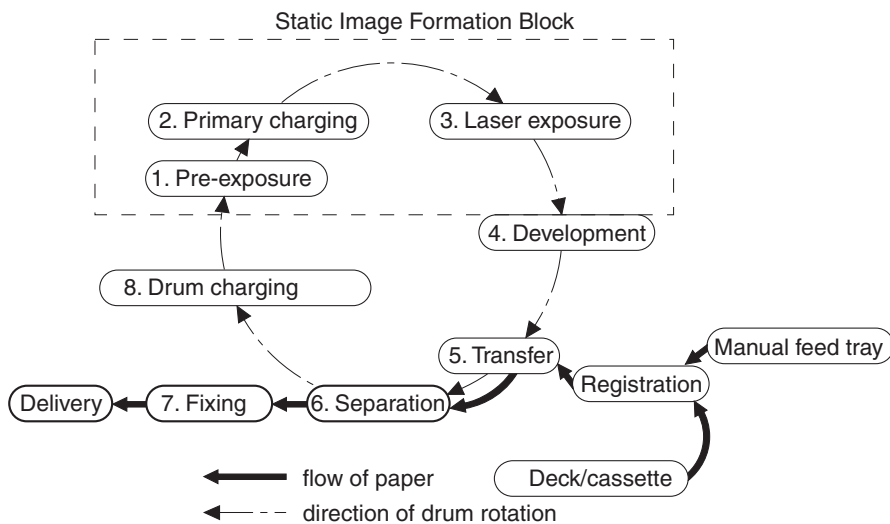 Static Image Formation Block
2. Primary charging
3. Laser exposure
1. Pre-exposure
4. Development
8. Drum charging
5. Transfer
Manual feed tray
Registration
Delivery
7. Fixing
6. Separation
Deck/cassette
flow of paper
direction of drum rotation